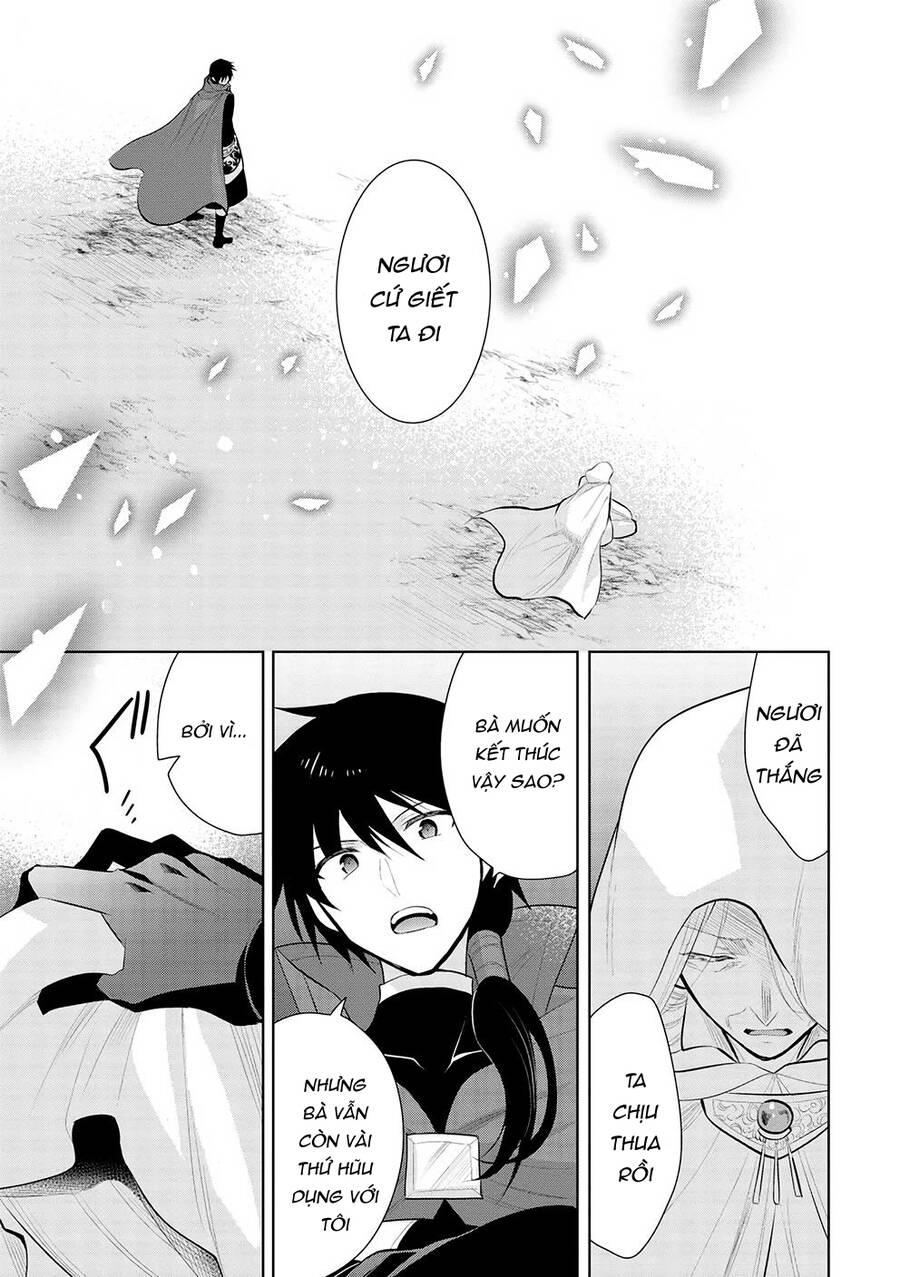 NGƯƠI
CỨ GIẾT
TA ĐI
NGƯƠI
ĐÃ
THẮNG
TA
CHỊU
THUA
RỒI
BÀ MUỐN
KẾT THÚC
VẬY SAO?
NHƯNG
BÀ VẪN
CÒN VÀI
THỨ HỮU
DỤNG VỚI
TÔI
BỞI VÌ...